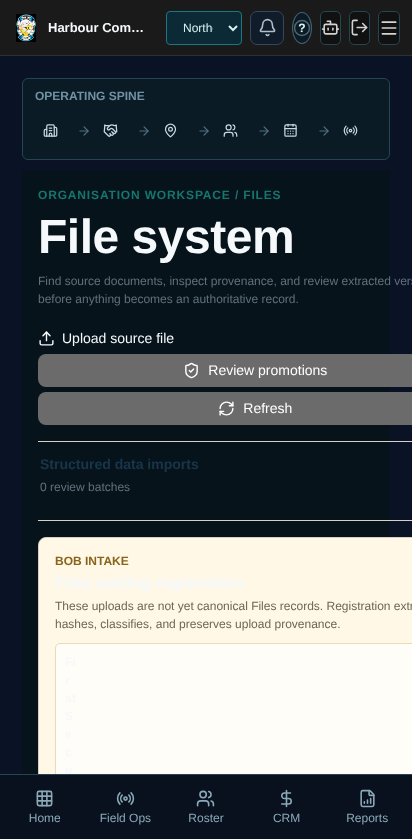 Harbour Com...
North
OPERATING SPINE
ORGANISATION WORKSPACE / FILES
File system
Find source documents, inspect provenance, and review extracted
before anything becomes an authoritative record.
Upload source file
Review promotions
Refresh
Structured data imports
0 review batches
BOB INTAKE
These uploads are not yet canonical Files records. Registration
hashes, classifies, and preserves upload provenance.
Home
Field Ops
Roster
CRM
Reports